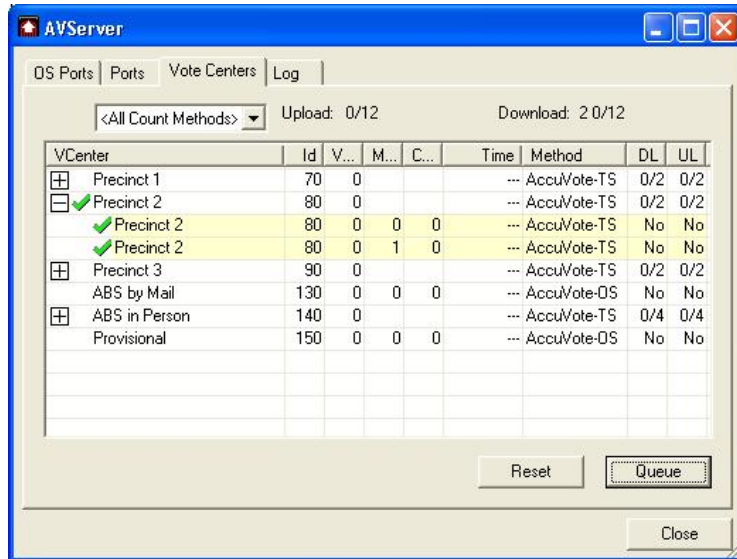 AVServer
OS Ports Ports Vote Centers Log
<All Count Methods> Upload: 0/12 Download: 2 0/12
VCenter Id V... M... C... Time Method DL UL
Precinct 1 70 0 --- AccuVote-TS 0/2 0/2
Precinct 2 80 0 --- AccuVote-TS 0/2 0/2
Precinct 2 80 0 0 0 --- AccuVote-TS No No
Precinct 2 80 0 1 0 --- AccuVote-TS No No
Precinct 3 90 0 --- AccuVote-TS 0/2 0/2
ABS by Mail 130 0 0 0 --- AccuVote-OS No No
ABS in Person 140 0 --- AccuVote-TS 0/4 0/4
Provisional 150 0 0 0 --- AccuVote-OS No No
Reset Queue
Close